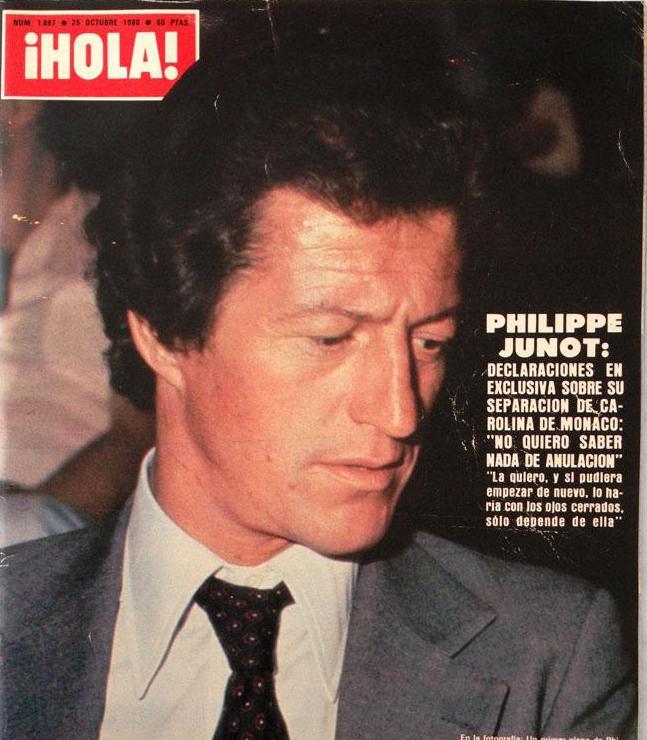 NUM. 1.887 ● 25 OCTUBRE 1980 ● 60 PTAS
¡HOLA!
PHILIPPE
JUNOT:
DECLARACIONES EN
EXCLUSIVA SOBRE SU
SEPARACION DE CA-
ROLINA DE MONACO:
"NO QUIERO SABER
NADA DE ANULACION"
"La quiero, y si pudiera
empezar de nuevo, lo ha-
ría con los ojos cerrados,
sólo depende de ella"
En la fotografía: Un primer plano de Phi-